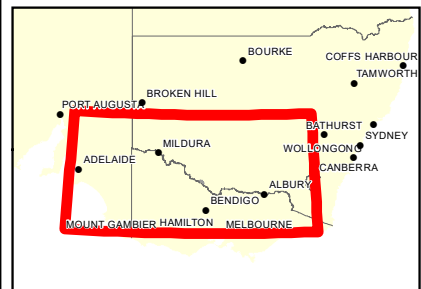 BOURKE
COFFS HARBOUR
TAMWORTH
BROKEN HILL
PORT AUGUSTA
BATHURST
SYDNEY
MILDURA
WOLLONGONG
ADELAIDE
CANBERRA
ALBURY
BENDIGO
MOUNT GAMBIER
HAMILTON
MELBOURNE